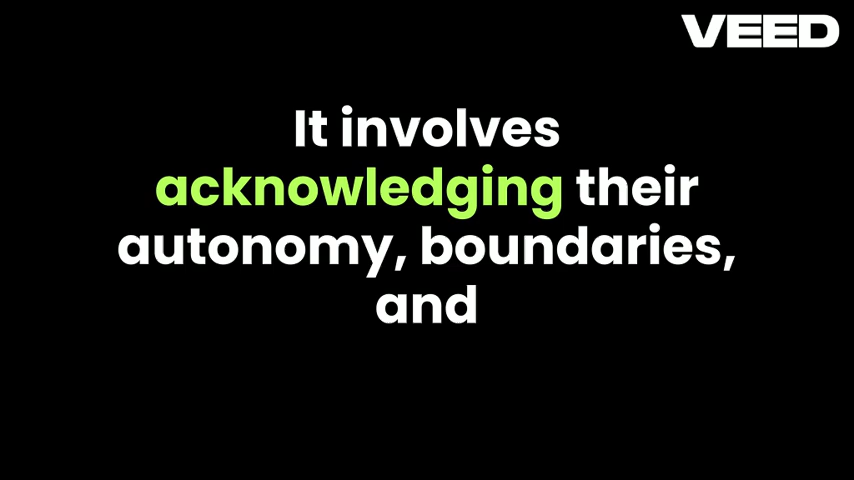 VEED
It involves
acknowledging their
autonomy, boundaries,
and